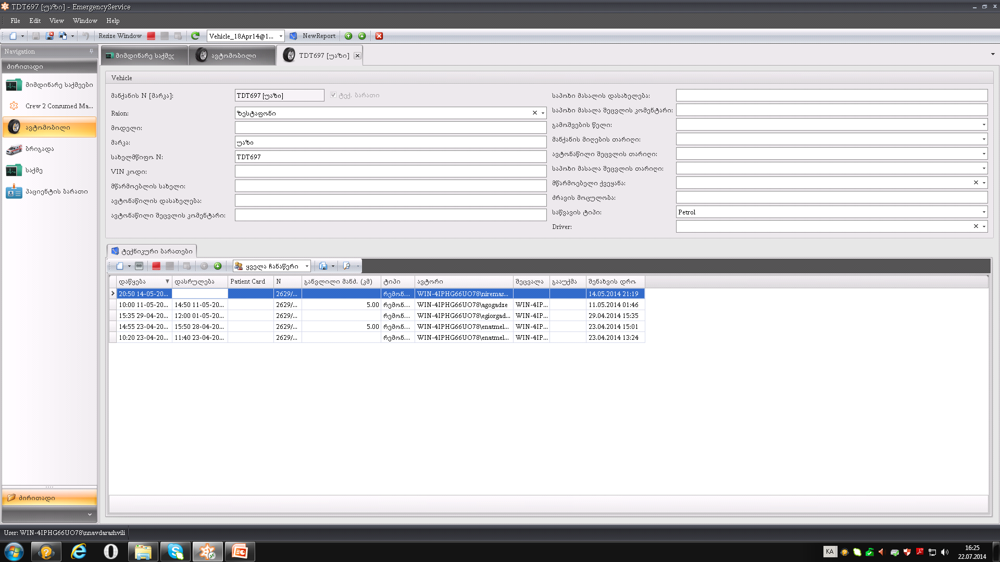 TDT697 [უაზი] - EmergencyService
File Edit View Window Help
Resize Window Vehicle_18Apr14@1... NewReport
Navigation
ძირითადი
მიმდინარე საქმეები
Crew 2 Consumed Ma...
ავტომობილი
ბრიგადა
საქმე
პაციენტის ბარათი
ძირითადი
მიმდინარე საქმეე ავტომობილი TDT697 [უაზი]
Vehicle
მანქანის N [მარკა]: TDT697 [უაზი] ტექ. ბარათი
Raion: ზესტაფონი
მოდელი:
მარკა: უაზი
სახელმწიფო N: TDT697
VIN კოდი:
მწარმოებლის სახელი:
ავტონაწილის დასახელება:
ავტონაწილი შეცვლის კომენტარი:
საპოხი მასალის დასახელება:
საპოხი მასალა შეცვლის კომენტარი:
გამოშვების წელი:
მანქანის მიღების თარიღი:
ავტონაწილი შეცვლის თარიღი:
საპოხი მასალა შეცვლის თარიღი:
მწარმოებელი ქვეყანა:
ძრავის მოცულობა:
საწვავის ტიპი: Petrol
Driver:
ტექნიკური ბარათები
ყველა ჩანაწერი
დაწყება დასრულება Patient Card N განვლილი მანძ. (კმ) ტიპი ავტორი შეცვალა გააუქმა შენახვის დრო
20:50 14-05-20... 2629/... რემონ... WIN-4IPHG66UO78\niremas... 14.05.2014 21:19
10:00 11-05-20... 14:50 11-05-20... 2629/... 5.00 რემონ... WIN-4IPHG66UO78\agogadze WIN-4IP... 11.05.2014 01:46
15:35 29-04-20... 12:00 01-05-20... 2629/... რემონ... WIN-4IPHG66UO78\egiorgad... WIN-4IP... 29.04.2014 15:35
14:55 23-04-20... 15:50 28-04-20... 2629/... 5.00 რემონ... WIN-4IPHG66UO78\enatmel... WIN-4IP... 23.04.2014 15:01
10:20 23-04-20... 11:40 23-04-20... 2629/... რემონ... WIN-4IPHG66UO78\enatmel... WIN-4IP... 23.04.2014 13:24
User: WIN-4IPHG66UO78\nnavdarashvili
KA
16:25
22.07.2014